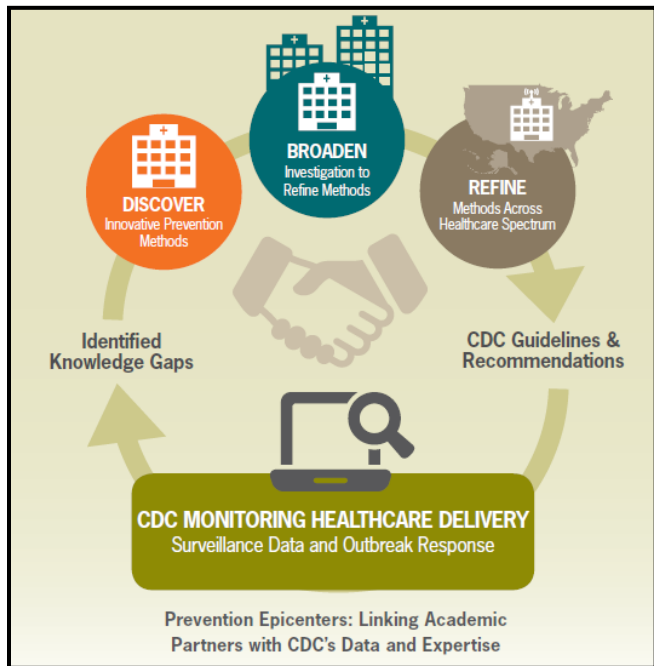 BROADEN
Investigation to
Refine Methods
DISCOVER
Innovative Prevention
Methods
REFINE
Methods Across
Healthcare Spectrum
Identified
Knowledge Gaps
CDC Guidelines &
Recommendations
CDC MONITORING HEALTHCARE DELIVERY
Surveillance Data and Outbreak Response
Prevention Epicenters: Linking Academic
Partners with CDC's Data and Expertise